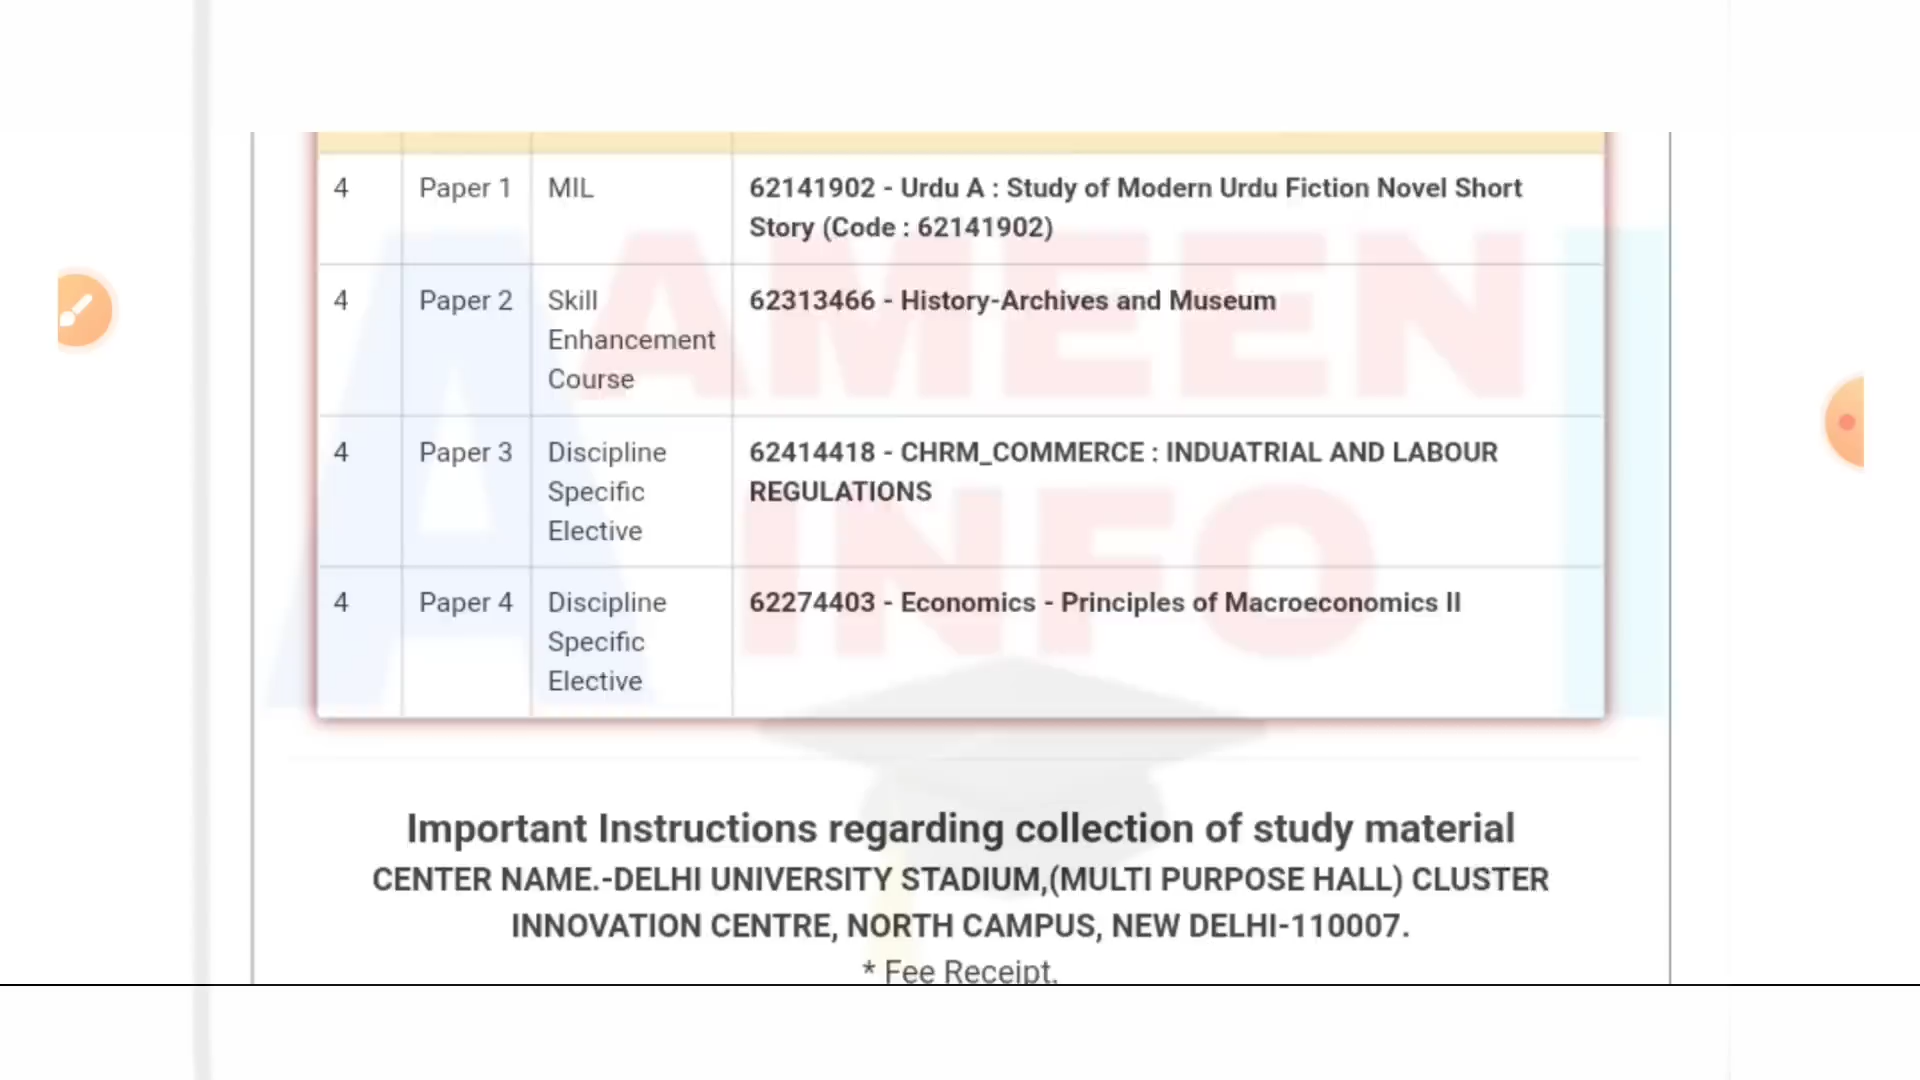 4 Paper 1 MIL 62141902 - Urdu A : Study of Modern Urdu Fiction Novel Short
Story (Code : 62141902)
4 Paper 2 Skill 62313466 - History-Archives and Museum
Enhancement
Course
4 Paper 3 Discipline 62414418 - CHRM_COMMERCE : INDUATRIAL AND LABOUR
Specific REGULATIONS
Elective
4 Paper 4 Discipline 62274403 - Economics - Principles of Macroeconomics II
Specific
Elective
AMEEN
INFO
Important Instructions regarding collection of study material
CENTER NAME.-DELHI UNIVERSITY STADIUM,(MULTI PURPOSE HALL) CLUSTER
INNOVATION CENTRE, NORTH CAMPUS, NEW DELHI-110007.
* Fee Receipt.